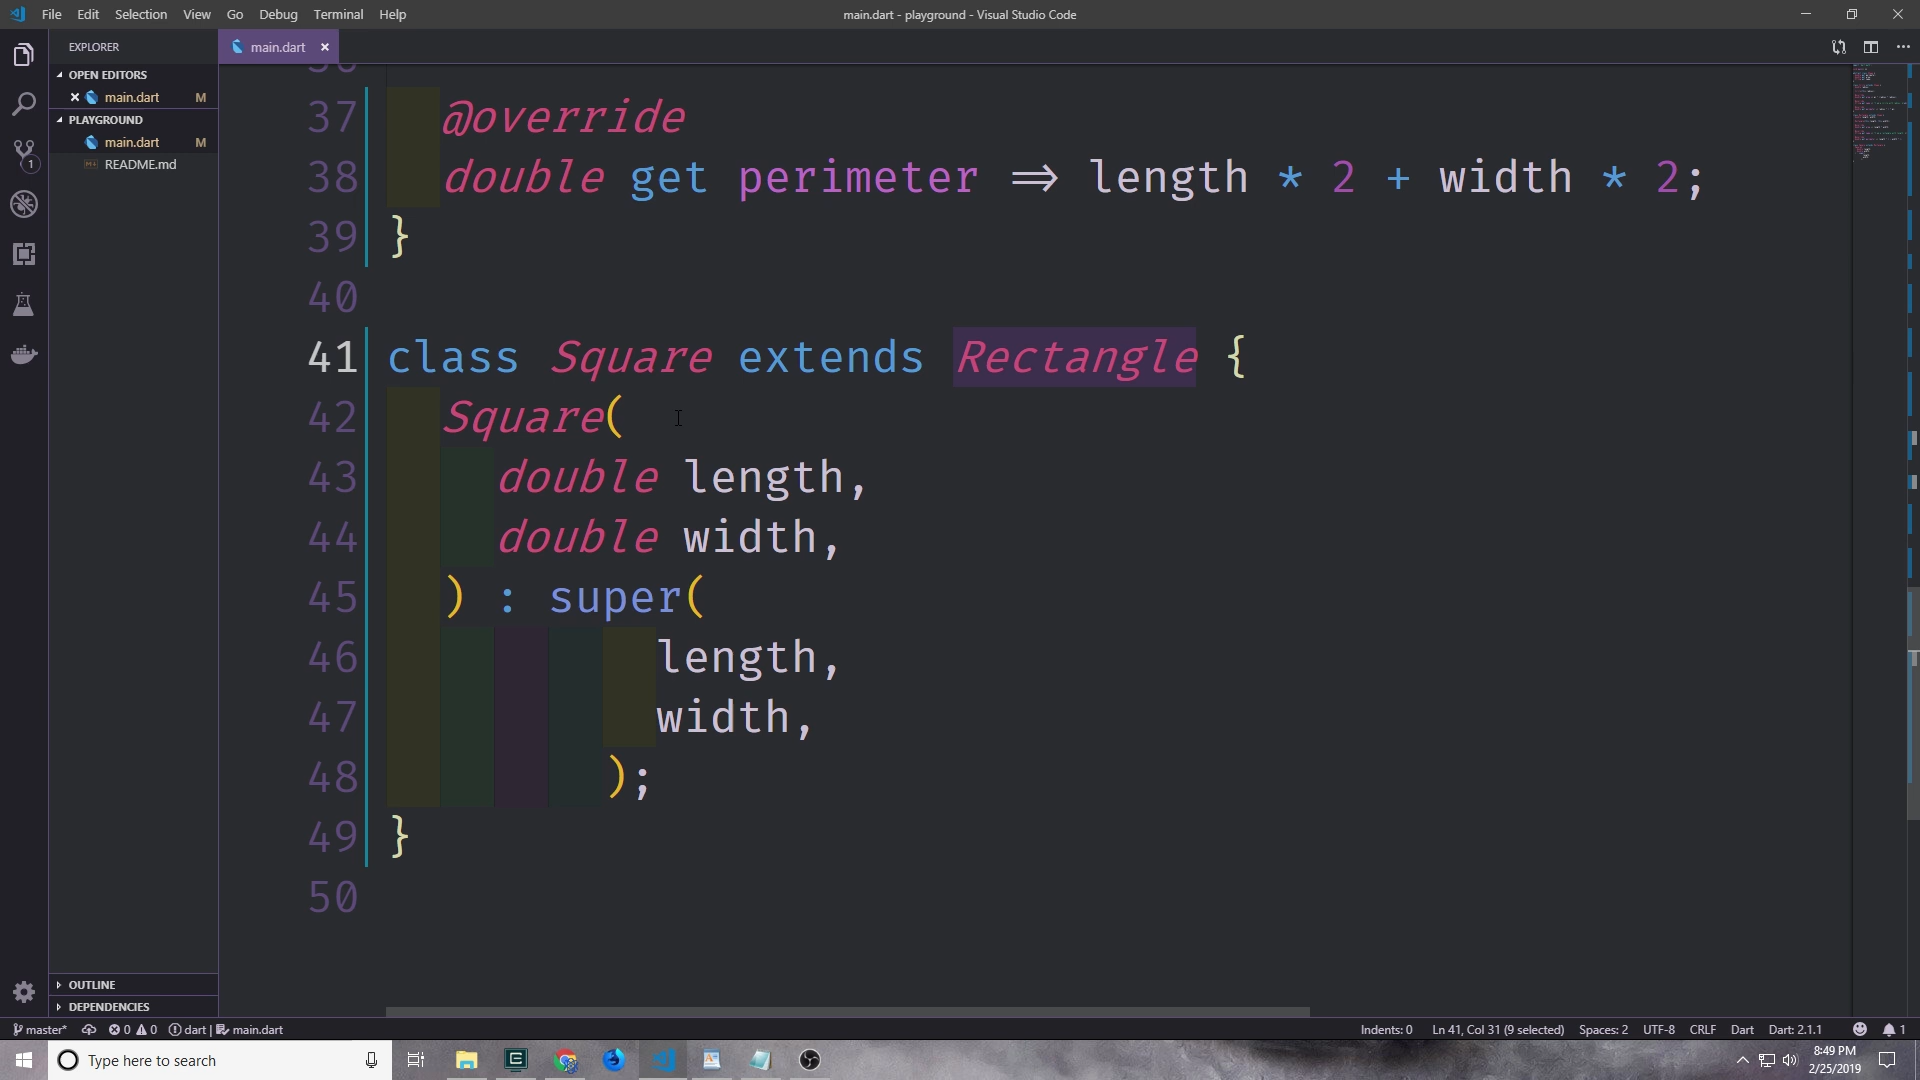 File Edit Selection View Go Debug Terminal Help
main.dart - playground - Visual Studio Code
EXPLORER
main.dart
OPEN EDITORS
main.dart M
PLAYGROUND
main.dart M
README.md
37 @override
38 double get perimeter => length * 2 + width * 2;
39 }
40
41 class Square extends Rectangle {
42 Square(
43 double length,
44 double width,
45 ) : super(
46 length,
47 width,
48 );
49 }
50
1
OUTLINE
DEPENDENCIES
master* 0 0 dart | main.dart
Indents: 0 Ln 41, Col 31 (9 selected) Spaces: 2 UTF-8 CRLF Dart Dart: 2.1.1 1
Type here to search
8:49 PM
2/25/2019